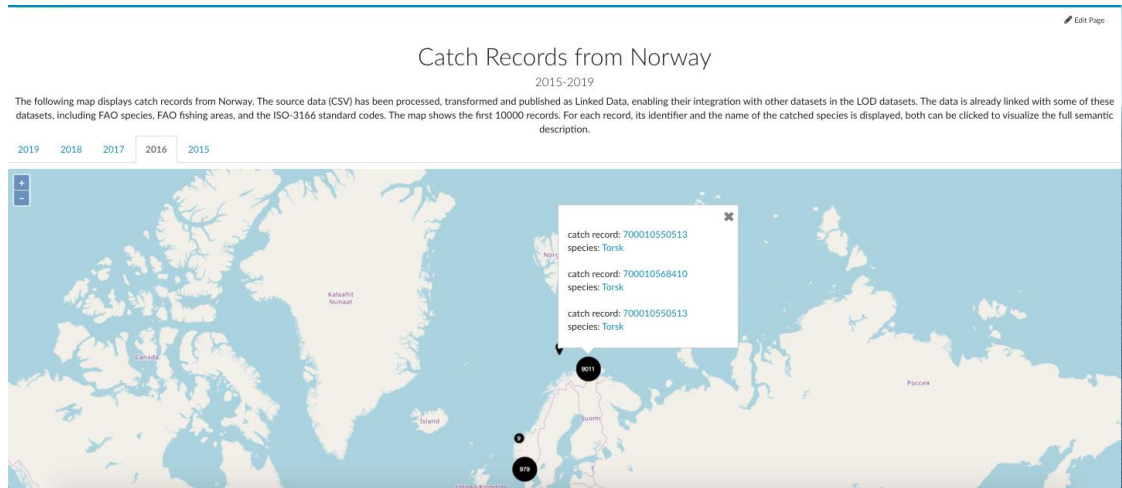 Edit Page
Catch Records from Norway
2015-2019
The following map displays catch records from Norway. The source data (CSV) has been processed, transformed and published as Linked Data, enabling their integration with other datasets in the LOD datasets. The data is already linked with some of these
datasets, including FAO species, FAO fishing areas, and the ISO-3166 standard codes. The map shows the first 10000 records. For each record, its identifier and the name of the catched species is displayed, both can be clicked to visualize the full semantic
description.
2019 2018 2017 2016 2015
+
−
catch record: 700010550513
species: Torsk
catch record: 700010568410
species: Torsk
catch record: 700010550513
species: Torsk
Kalaallit
Nunaat
Canada
9011
Россия
Ísland
Suomi
9
979
United Kingdom